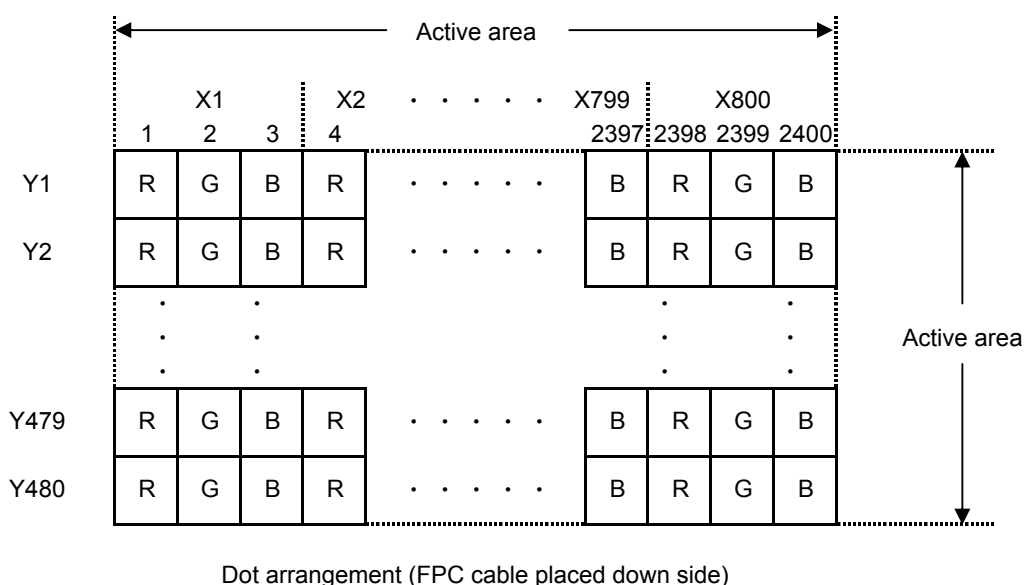 Active area
X1 X2 · · · · · X799 X800
1 2 3 4 2397 2398 2399 2400
Y1 R G B R · · · · · B R G B
Y2 R G B R · · · · · B R G B
· · · ·
· · · ·
Active area
· · · ·
Y479 R G B R · · · · · B R G B
Y480 R G B R · · · · · B R G B
Dot arrangement (FPC cable placed down side)